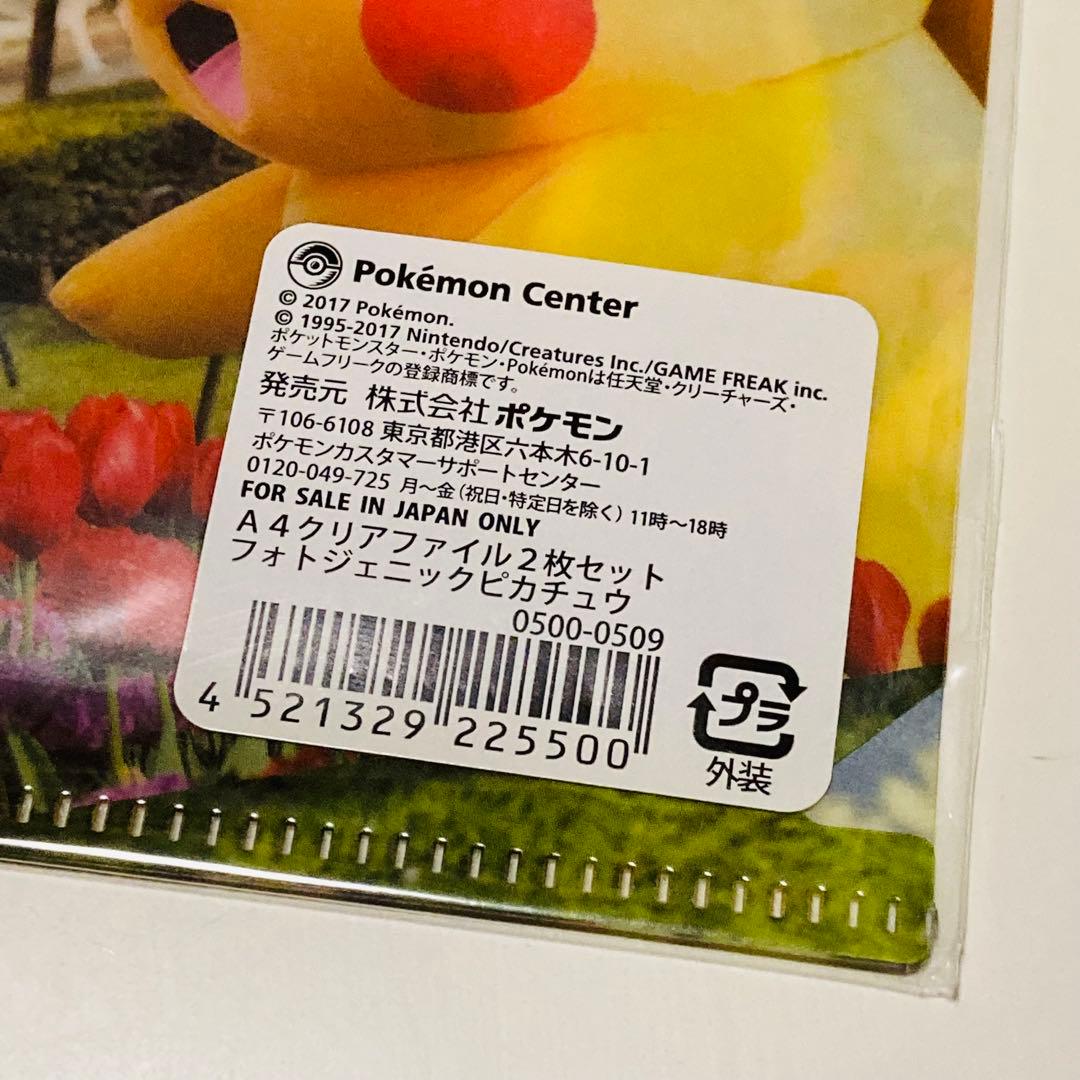 Pokémon Center
© 2017 Pokémon.
© 1995-2017 Nintendo/Creatures Inc./GAME FREAK inc.
ポケットモンスター・ポケモン・Pokémonは任天堂・クリーチャーズ・
ゲームフリークの登録商標です。
発売元 株式会社ポケモン
〒106-6108 東京都港区六本木6-10-1
ポケモンカスタマーサポートセンター
0120-049-725 月～金(祝日・特定日を除く) 11時～18時
FOR SALE IN JAPAN ONLY
A4クリアファイル2枚セット
フォトジェニックピカチュウ
0500-0509
4 521329 225500
プラ
外装